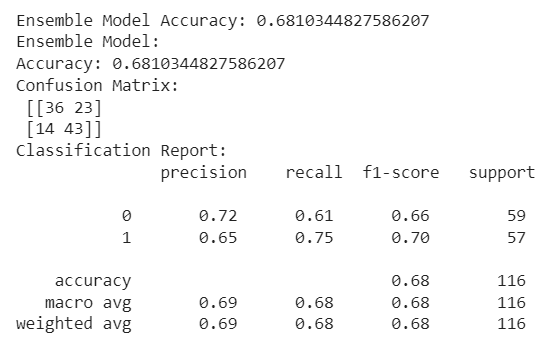 Ensemble Model Accuracy: 0.6810344827586207
Ensemble Model:
Accuracy: 0.6810344827586207
Confusion Matrix:
[[36 23]
[14 43]]
Classification Report:
precision recall f1-score support
0 0.72 0.61 0.66 59
1 0.65 0.75 0.70 57
accuracy 0.68 116
macro avg 0.69 0.68 0.68 116
weighted avg 0.69 0.68 0.68 116